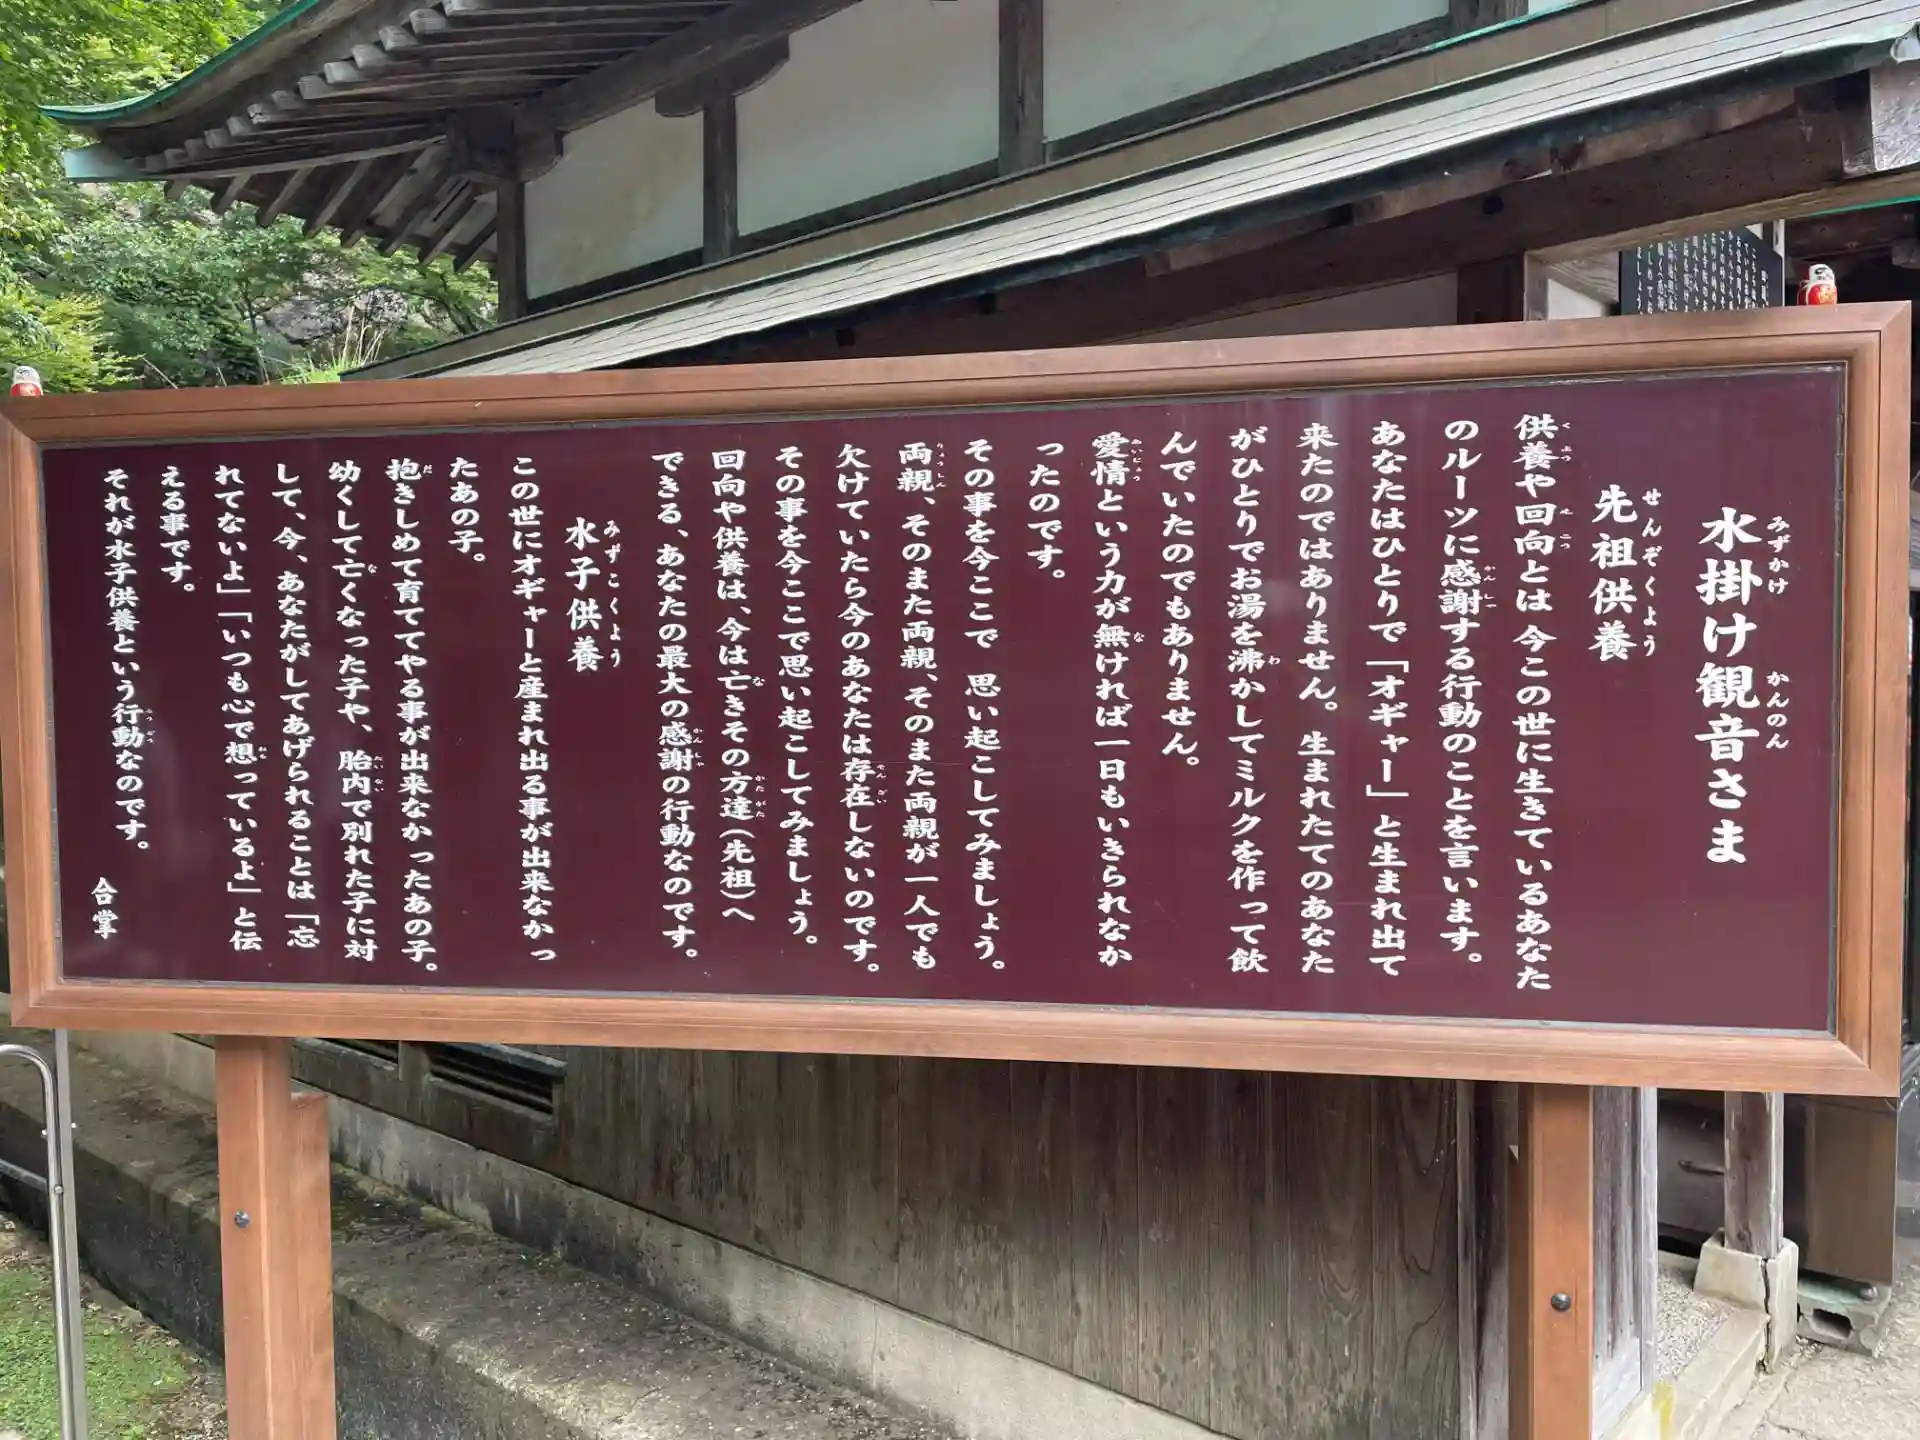 水掛け観音さま
先祖供養
供養や回向とは 今この世に生きているあなた
のルーツに感謝する行動のことを言います。
あなたはひとりで「オギャー」と生まれ出て
来たのではありません。生まれたてのあなた
がひとりでお湯を沸かしてミルクを作って飲
んでいたのでもありません。
愛情という力が無ければ一日もいきられなか
ったのです。
その事を今ここで 思い起こしてみましょう。
両親、そのまた両親、そのまた両親が一人でも
欠けていたら今のあなたは存在しないのです。
その事を今ここで思い起こしてみましょう。
回向や供養は、今は亡きその方達（先祖）へ
できる、あなたの最大の感謝の行動なのです。
水子供養
この世にオギャーと産まれ出る事が出来なかっ
たあの子。
抱きしめて育ててやる事が出来なかったあの子。
幼くして亡くなった子や、胎内で別れた子に対
して、今、あなたがしてあげられることは「忘
れてないよ」「いつも心で想っているよ」と伝
える事です。
それが水子供養という行動なのです。
合掌